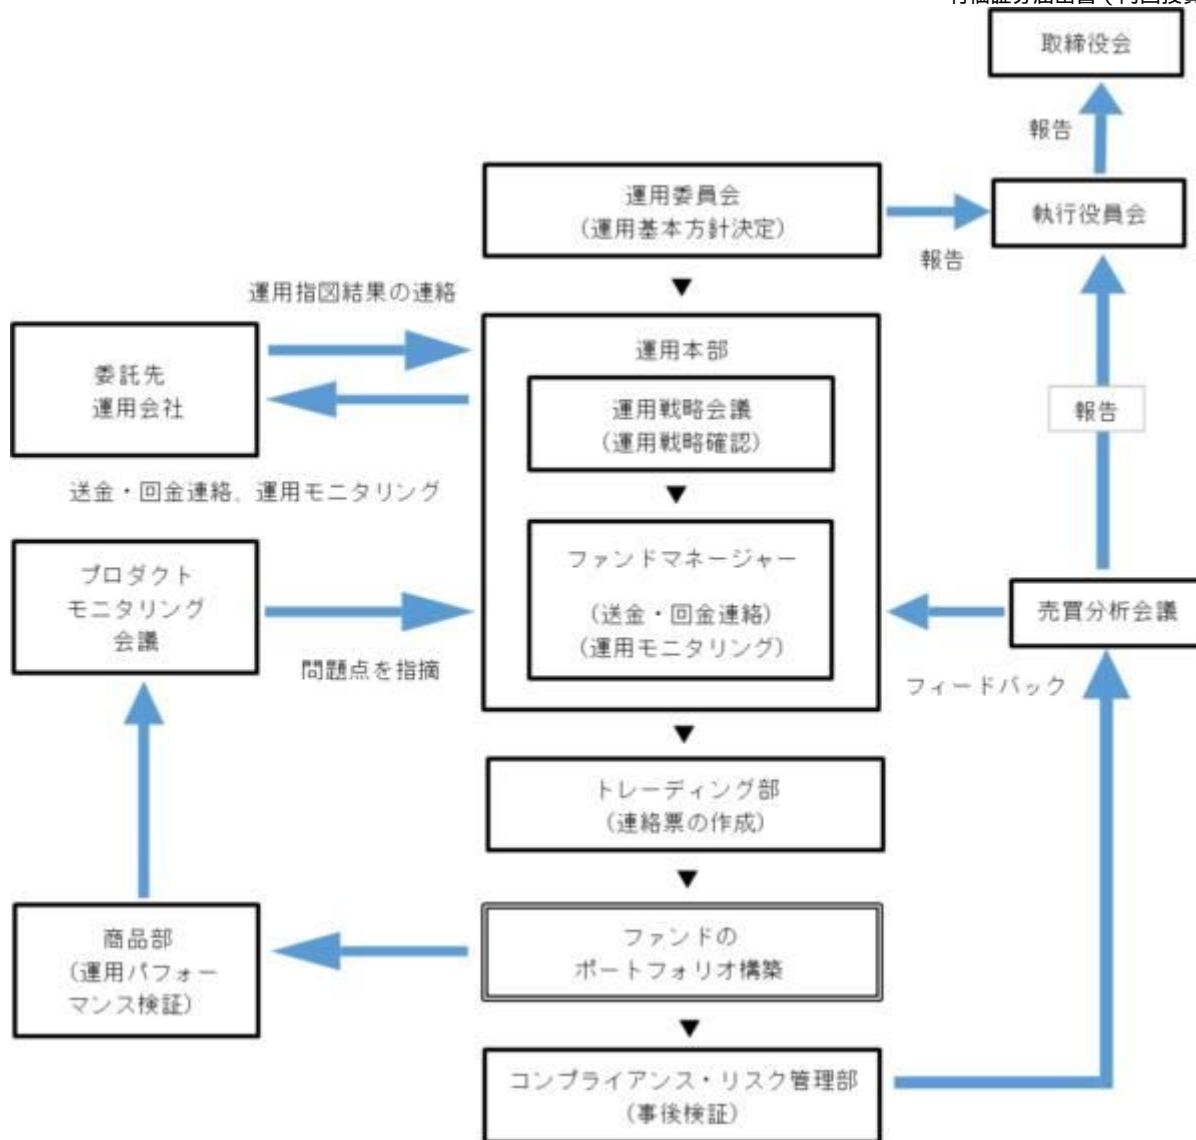 取締役会
報告
運用委員会
(運用基本方針決定)
執行役員会
報告
運用指図結果の連絡
運用本部
委託先
運用会社
運用戦略会議
(運用戦略確認)
報告
送金・回金連絡、運用モニタリング
プロダクト
モニタリング
会議
ファンドマネージャー
(送金・回金連絡)
(運用モニタリング)
売買分析会議
問題点を指摘
フィードバック
トレーディング部
(連絡票の作成)
商品部
(運用パフォー
マンス検証)
ファンドの
ポートフォリオ構築
コンプライアンス・リスク管理部
(事後検証)